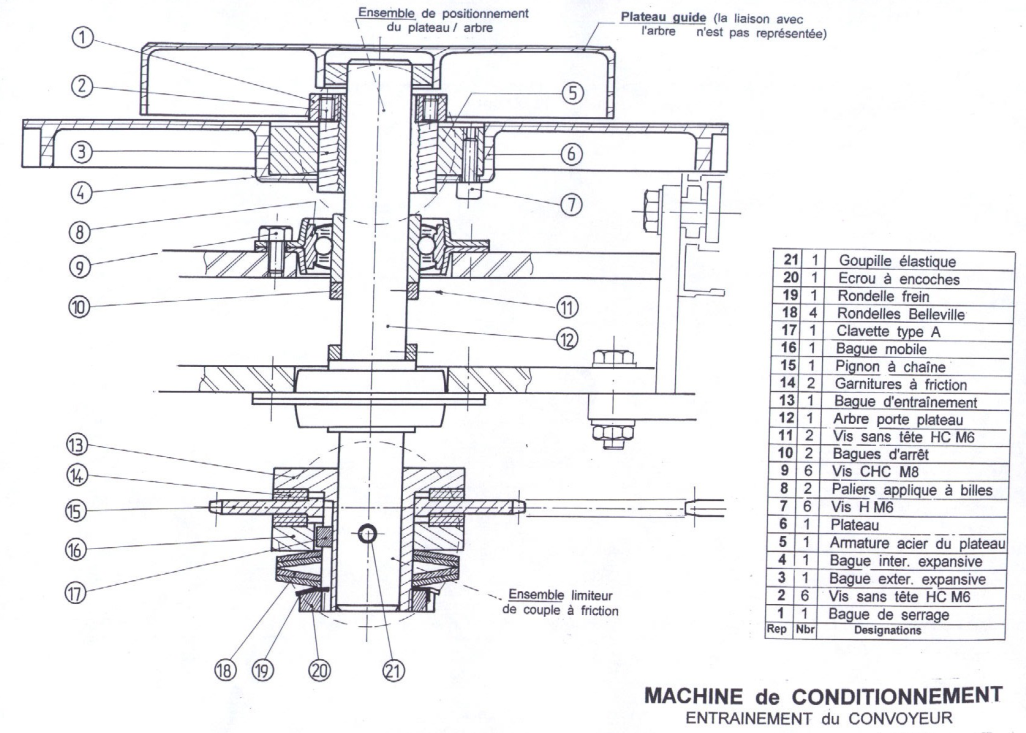 Ensemble de positionnement
du plateau / arbre
Plateau guide (la liaison avec
l'arbre n'est pas représentée)
1
2
3
4
5
6
7
8
9
10
11
12
13
14
15
16
17
18
19
20
21
Ensemble limiteur
de couple à friction
21 1 Goupille élastique
20 1 Ecrou à encoches
19 1 Rondelle frein
18 4 Rondelles Belleville
17 1 Clavette type A
16 1 Bague mobile
15 1 Pignon à chaîne
14 2 Garnitures à friction
13 1 Bague d'entraînement
12 1 Arbre porte plateau
11 2 Vis sans tête HC M6
10 2 Bagues d'arrêt
9 6 Vis CHC M8
8 2 Paliers applique à billes
7 6 Vis H M6
6 1 Plateau
5 1 Armature acier du plateau
4 1 Bague inter. expansive
3 1 Bague exter. expansive
2 6 Vis sans tête HC M6
1 1 Bague de serrage
Rep Nbr Designations
MACHINE de CONDITIONNEMENT
ENTRAINEMENT du CONVOYEUR